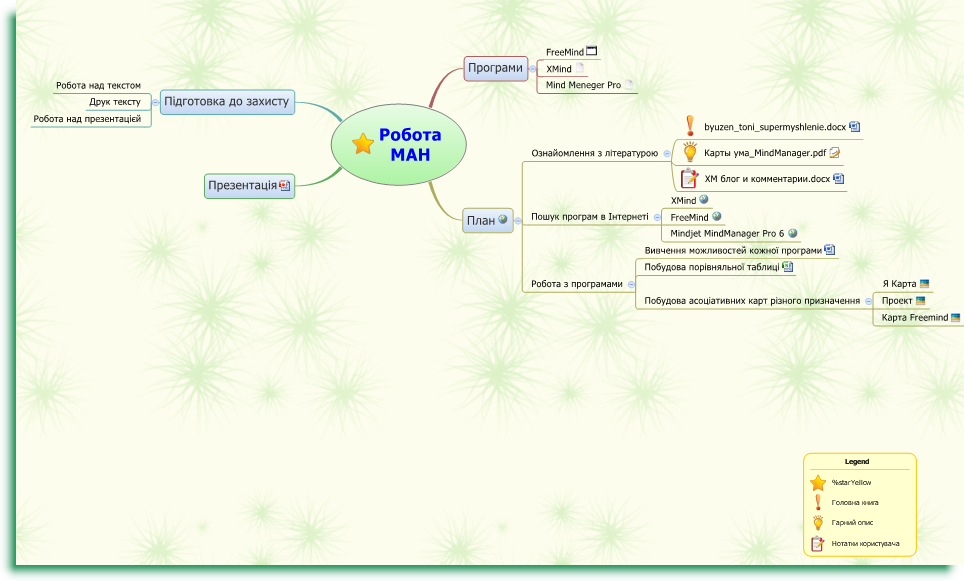 Робота
МАН
Програми
FreeMind
XMind
Mind Meneger Pro
Підготовка до захисту
Робота над текстом
Друк тексту
Робота над презентацією
Презентація
План
Ознайомлення з літературою
byuzen_toni_supermyshlenie.docx
Карты ума_MindManager.pdf
ХМ блог и комментарии.docx
Пошук програм в Інтернеті
XMind
FreeMind
Mindjet MindManager Pro 6
Робота з программи
Вивчення можливостей кожної програми
Побудова порівняльної таблиці
Побудова асоціативних карт різного призначення
Я Карта
Проект
Карта Freemind
Legend
%starYellow
Головна книга
Гарний опис
Нотатки користувача